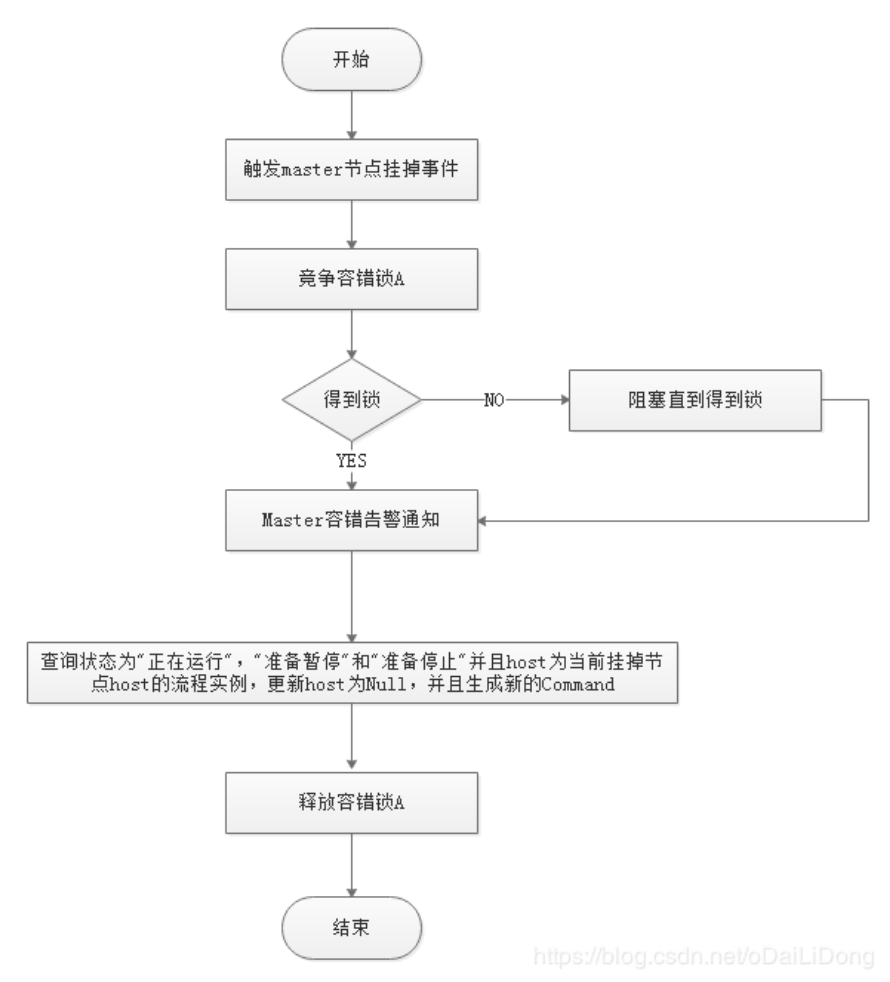 开始
触发master节点挂掉事件
竟争容错锁A
得到锁
NO
阻塞直到得到锁
YES
Master容错告警通知
查询状态为“正在运行”，“准备暂停“和“准备停止“并且host为当前挂掉节
点host的流程实例，更新host为Null，并且生成新的Command
释放容错锁A
结束
https://blog.csdn.net/oDaiLiDong